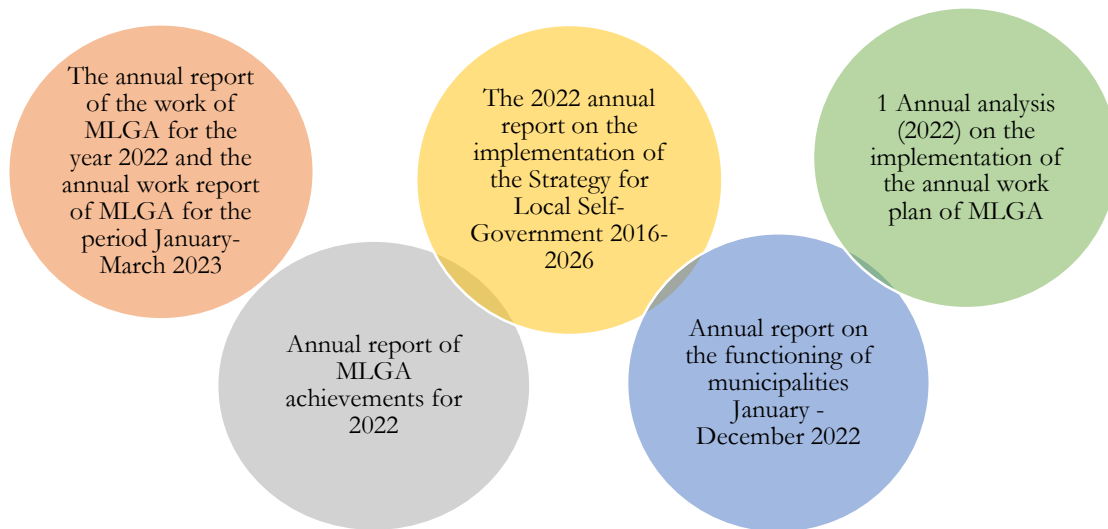 The annual report
of the work of
MLGA for the
year 2022 and the
annual work report
of MLGA for the
period January-
March 2023
Annual report of
MLGA
achievements for
2022
The 2022 annual
report on the
implementation of
the Strategy for
Local Self-
Government 2016-
2026
Annual report on
the functioning of
municipalities
January -
December 2022
1 Annual analysis
(2022) on the
implementation of
the annual work
plan of MLGA